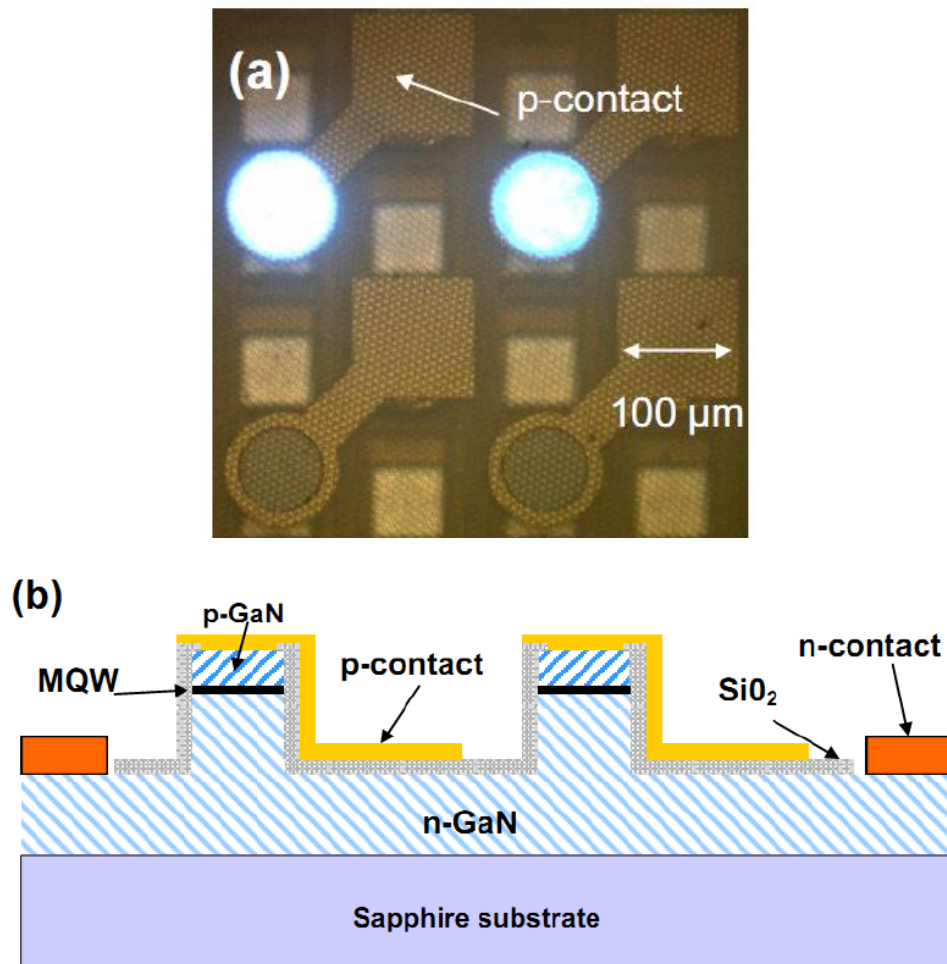 (a)
p-contact
100 μm
(b)
p-GaN
n-contact
MQW
p-contact
Si0₂
n-GaN
Sapphire substrate